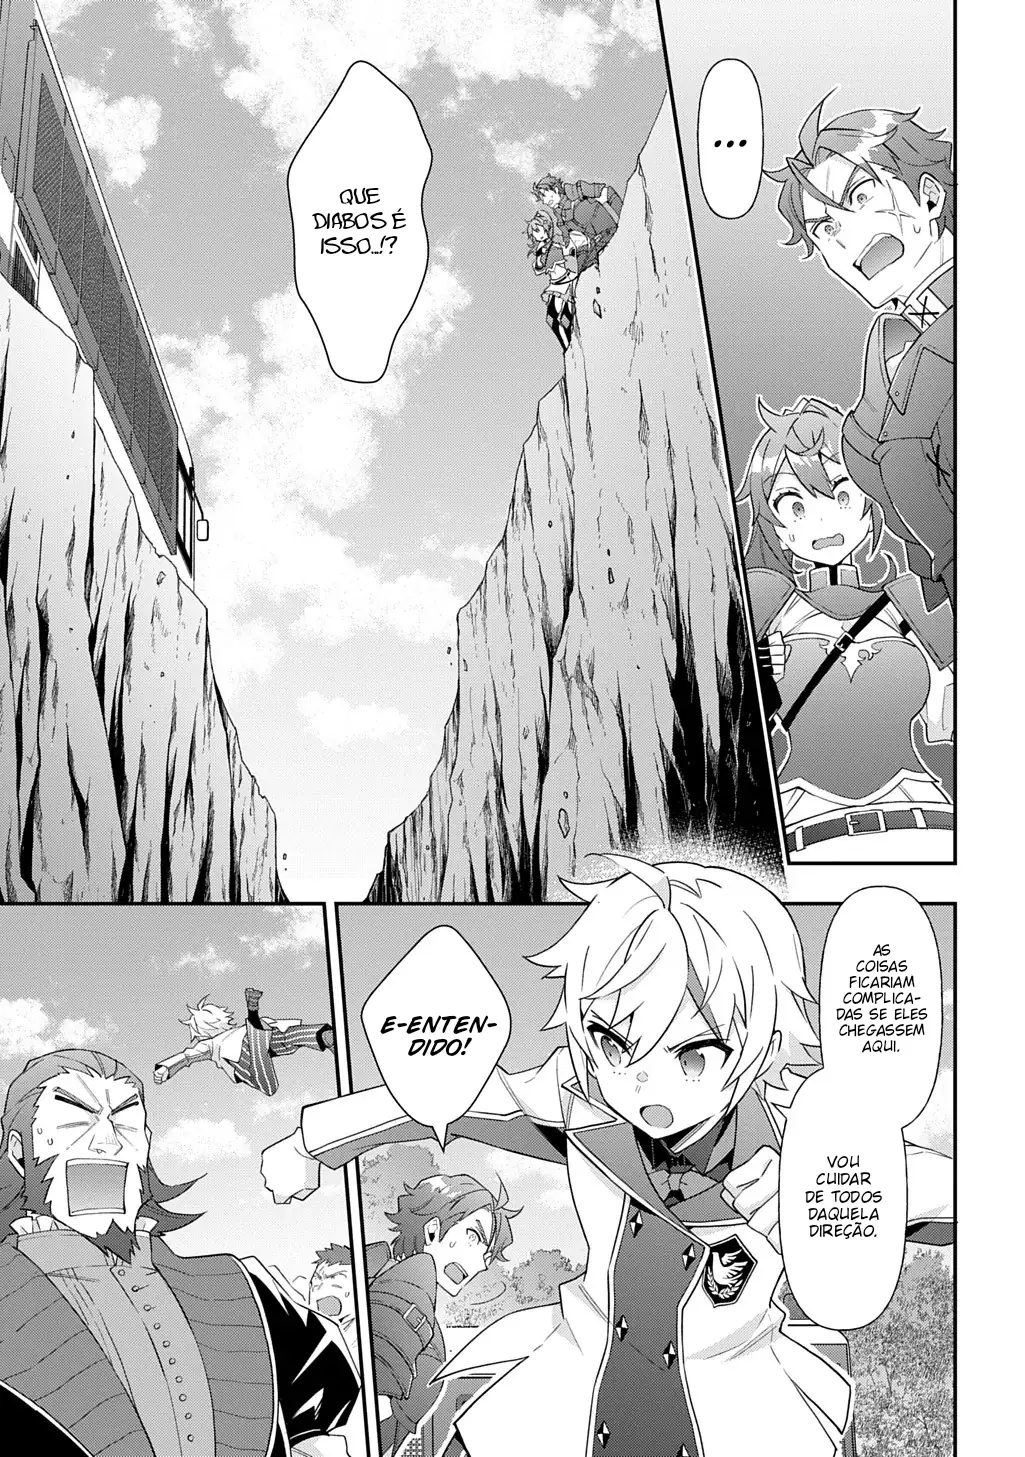 ...
QUE
DIABOS É
ISSO...!?
AS
COISAS
FICARIAM
COMPLICA-
DAS SE ELES
CHEGASSEM
AQUI.
VOU
CUIDAR
DE TODOS
DAQUELA
DIREÇÃO.
E-ENTEN-
DIDO!